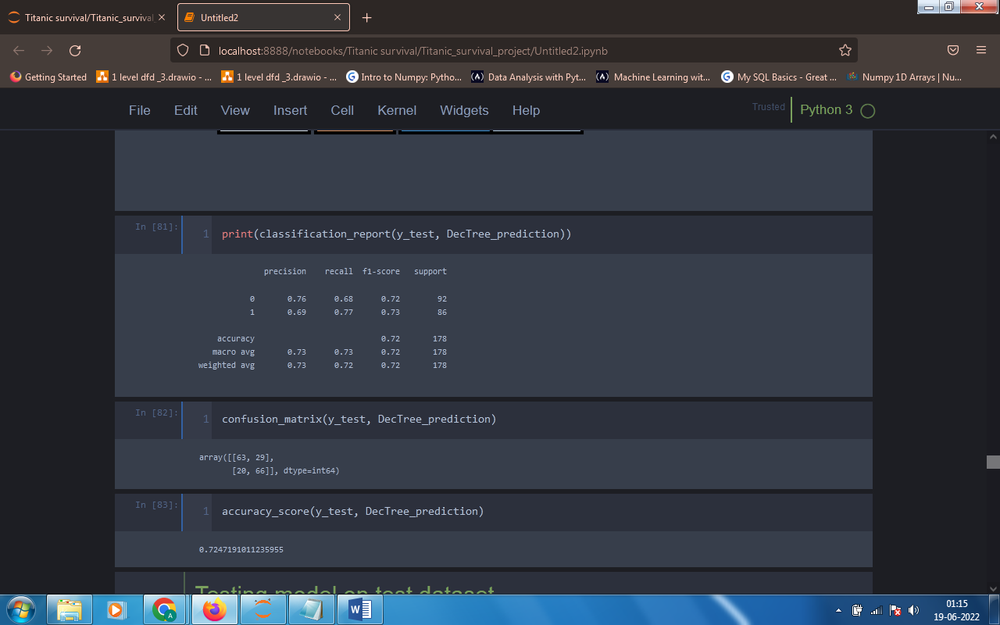 Titanic survival/Titanic_survival
Untitled2
localhost:8888/notebooks/Titanic survival/Titanic_survival_project/Untitled2.ipynb
Getting Started
1 level dfd _3.drawio - ...
1 level dfd _3.drawio - ...
Intro to Numpy: Pytho...
Data Analysis with Pyt...
Machine Learning wit...
My SQL Basics - Great ...
Numpy 1D Arrays | Nu...
File Edit View Insert Cell Kernel Widgets Help
Trusted
Python 3
In [81]:
1 print(classification_report(y_test, DecTree_prediction))
precision recall f1-score support
0 0.76 0.68 0.72 92
1 0.69 0.77 0.73 86
accuracy 0.72 178
macro avg 0.73 0.73 0.72 178
weighted avg 0.73 0.72 0.72 178
In [82]:
1 confusion_matrix(y_test, DecTree_prediction)
array([[63, 29],
[20, 66]], dtype=int64)
In [83]:
1 accuracy_score(y_test, DecTree_prediction)
0.7247191011235955
Testing model on test dataset
01:15
19-06-2022